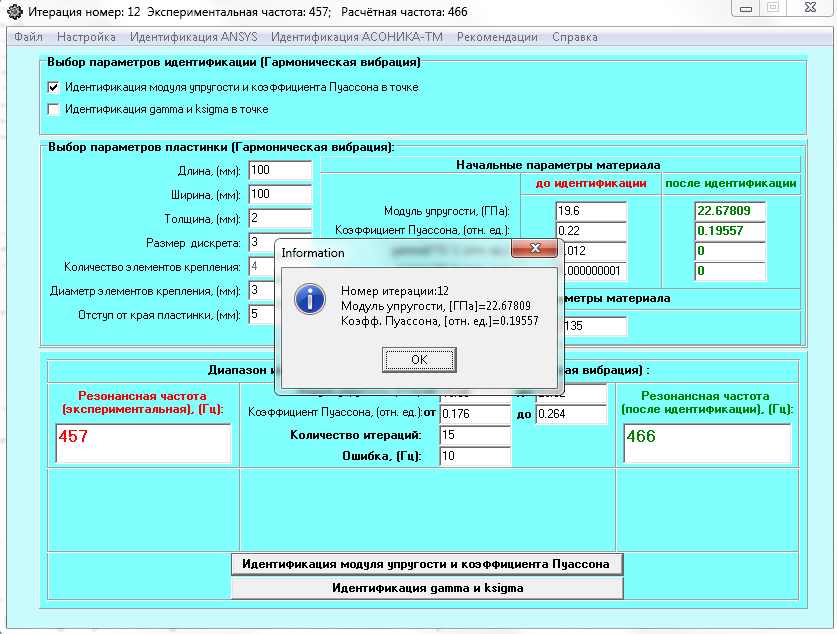 Итерация номер: 12 Экспериментальная частота: 457; Расчётная частота: 466
Файл Настройка Идентификация ANSYS Идентификация АСОНИКА-ТМ Рекомендации Справка
Выбор параметров идентификации (Гармоническая вибрация)
Идентификация модуля упругости и коэффициента Пуассона в точке
Идентификация gamma и ksigma в точке
Выбор параметров пластинки (Гармоническая вибрация):
Длина, (мм): 100
Ширина, (мм): 100
Толщина, (мм): 2
Размер дискрета: 3
Количество элементов крепления: 4
Диаметр элементов крепления, (мм): 3
Отступ от края пластинки, (мм): 5
Начальные параметры материала
до идентификации после идентификации
Модуль упругости, (ГПа): 19.6 22.67809
Коэффициент Пуассона, (отн. ед.): 0.22 0.19557
.012 0
.000000001 0
метры материала
135
Information
Номер итерации:12
Модуль упругости, [ГПа]=22.67809
Коэфф. Пуассона, [отн. ед.]=0.19557
OK
Диапазон ая вибрация) :
Резонансная частота
(экспериментальная), (Гц):
457
Коэффициент Пуассона, (отн. ед.): от 0.176 до 0.264
Количество итераций: 15
Ошибка, (Гц): 10
Резонансная частота
(после идентификации), (Гц):
466
Идентификация модуля упругости и коэффициента Пуассона
Идентификация gamma и ksigma